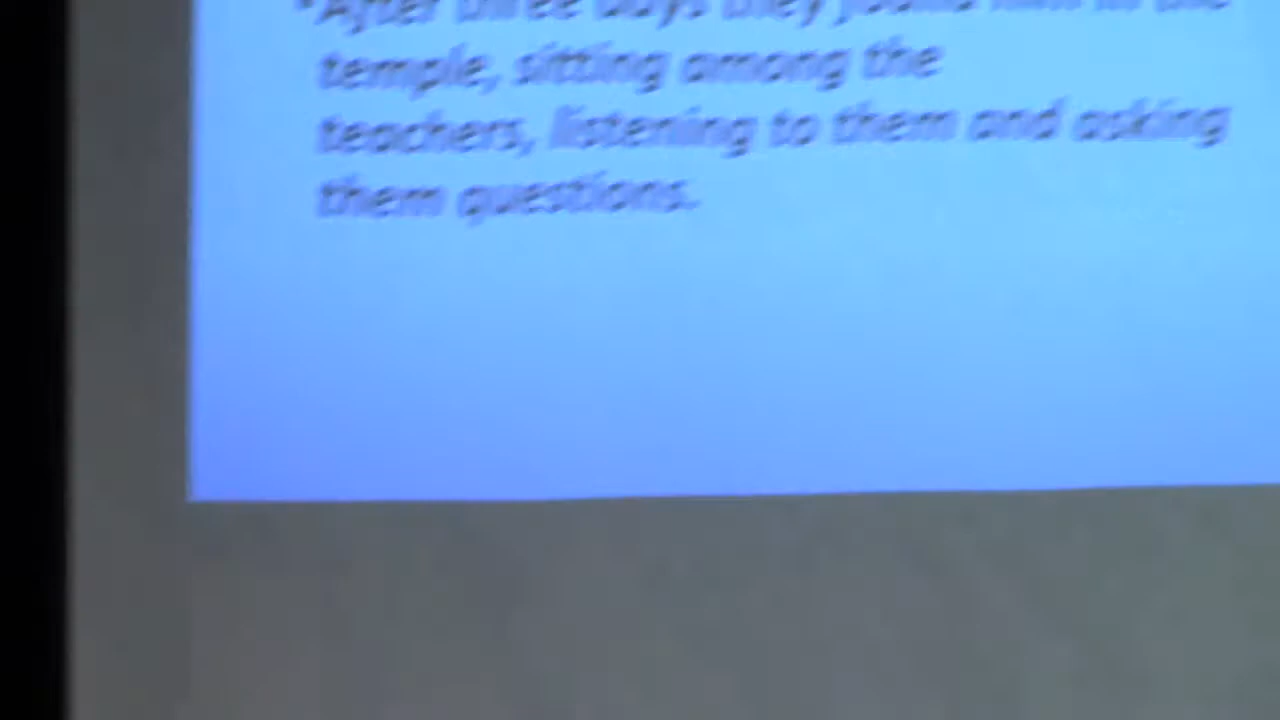 "After three days they found him in the
temple, sitting among the
teachers, listening to them and asking
them questions.